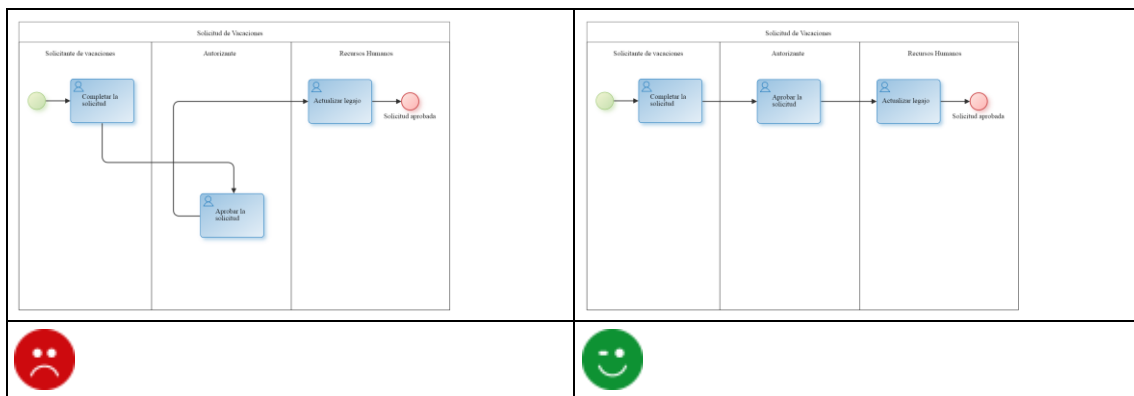 Solicitud de Vacaciones
Solicitante de vacaciones
Autorizante
Recursos Humanos
Completar la
solicitud
Actualizar legajo
Solicitud aprobada
Aprobar la
solicitud
Solicitud de Vacaciones
Solicitante de vacaciones
Autorizante
Recursos Humanos
Completar la
solicitud
Aprobar la
solicitud
Actualizar legajo
Solicitud aprobada